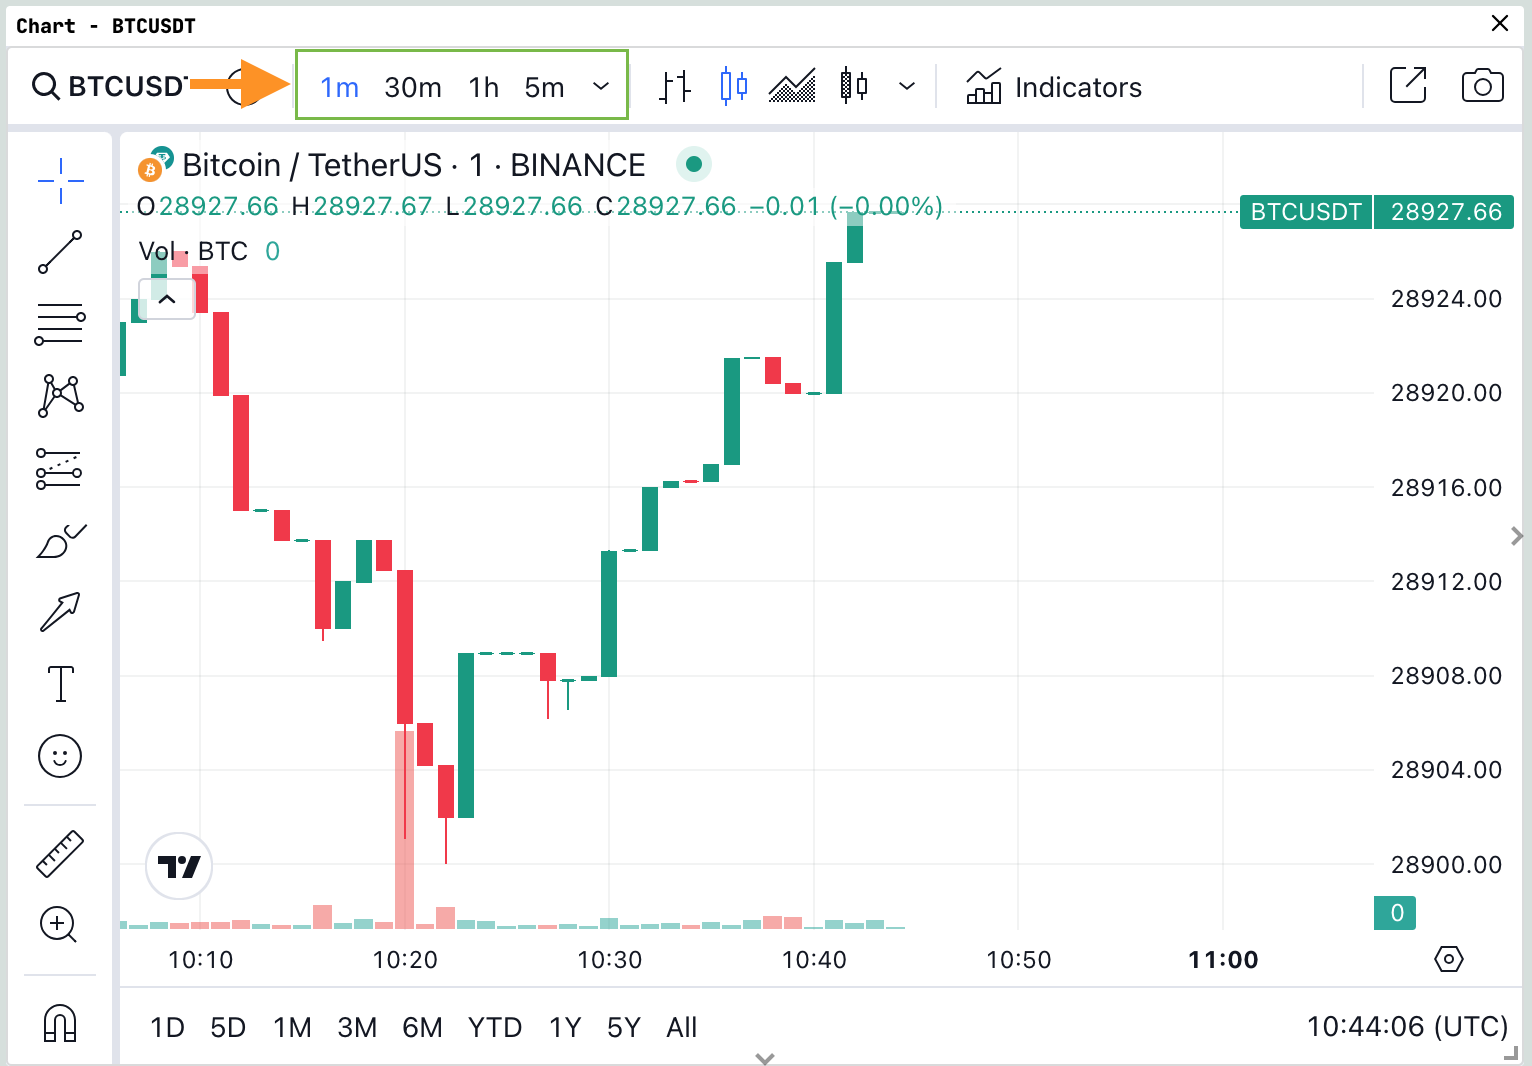 Chart - BTCUSDT
BTCUSDT 1m 30m 1h 5m Indicators
Bitcoin / TetherUS · 1 · BINANCE
O28927.66 H28927.67 L28927.66 C28927.66 −0.01 (−0.00%)
BTCUSDT 28927.66
Vol · BTC 0
28924.00
28920.00
28916.00
28912.00
28908.00
28904.00
28900.00
0
10:10 10:20 10:30 10:40 10:50 11:00
1D 5D 1M 3M 6M YTD 1Y 5Y All 10:44:06 (UTC)